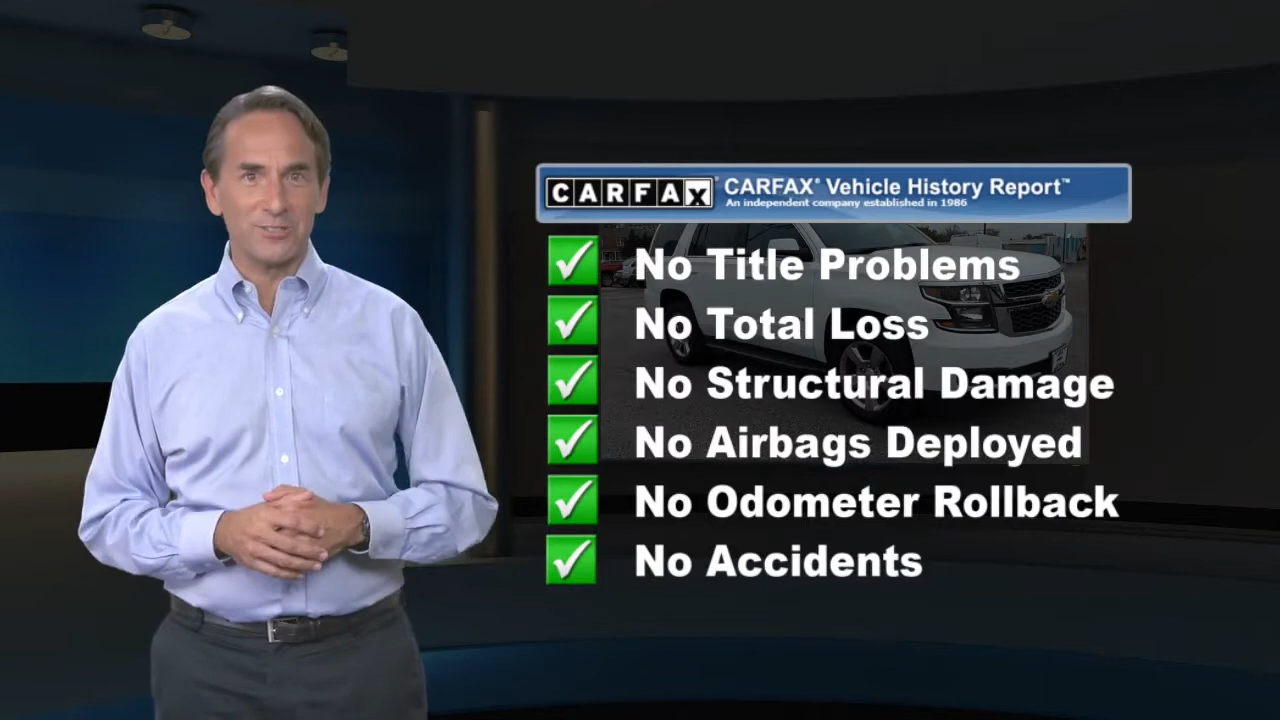 CARFAX® CARFAX® Vehicle History Report™
An independent company established in 1986
No Title Problems
No Total Loss
No Structural Damage
No Airbags Deployed
No Odometer Rollback
No Accidents